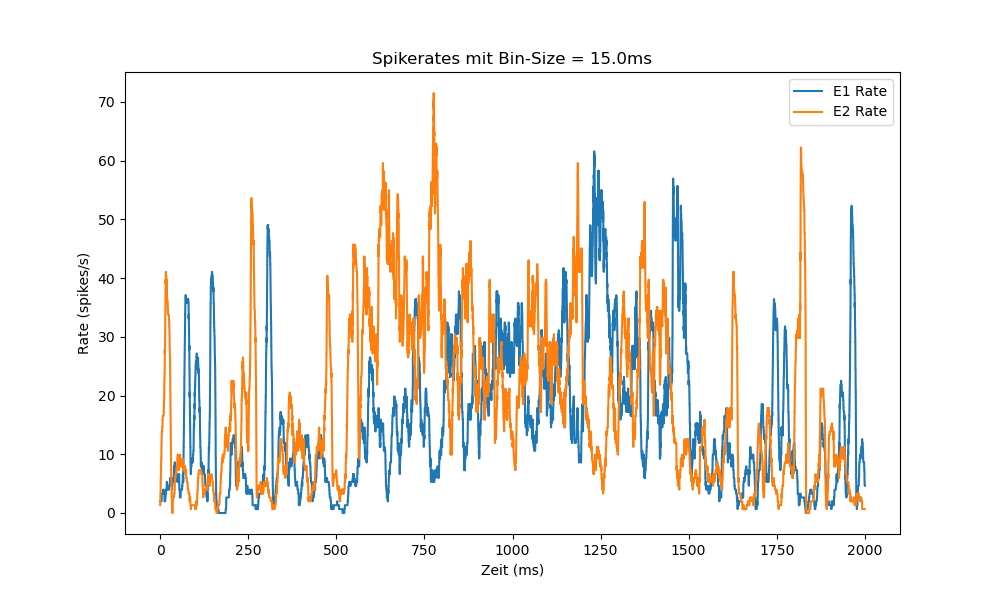 Spikerates mit Bin-Size = 15.0ms
E1 Rate
E2 Rate
70
60
50
40
30
20
10
0
Rate (spikes/s)
0 250 500 750 1000 1250 1500 1750 2000
Zeit (ms)